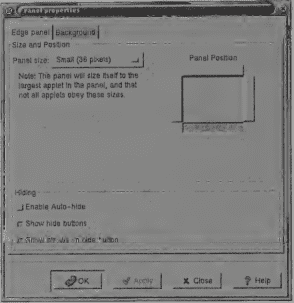 Panel properties
Edge panel Background
Size and Position
Panel size: Small (36 pixels)
Panel Position
Note: The panel will size itself to the
largest applet in the panel, and that
not all applets obey these sizes.
Hiding
Enable Auto-hide
Show hide buttons
button
OK Apply Close Help